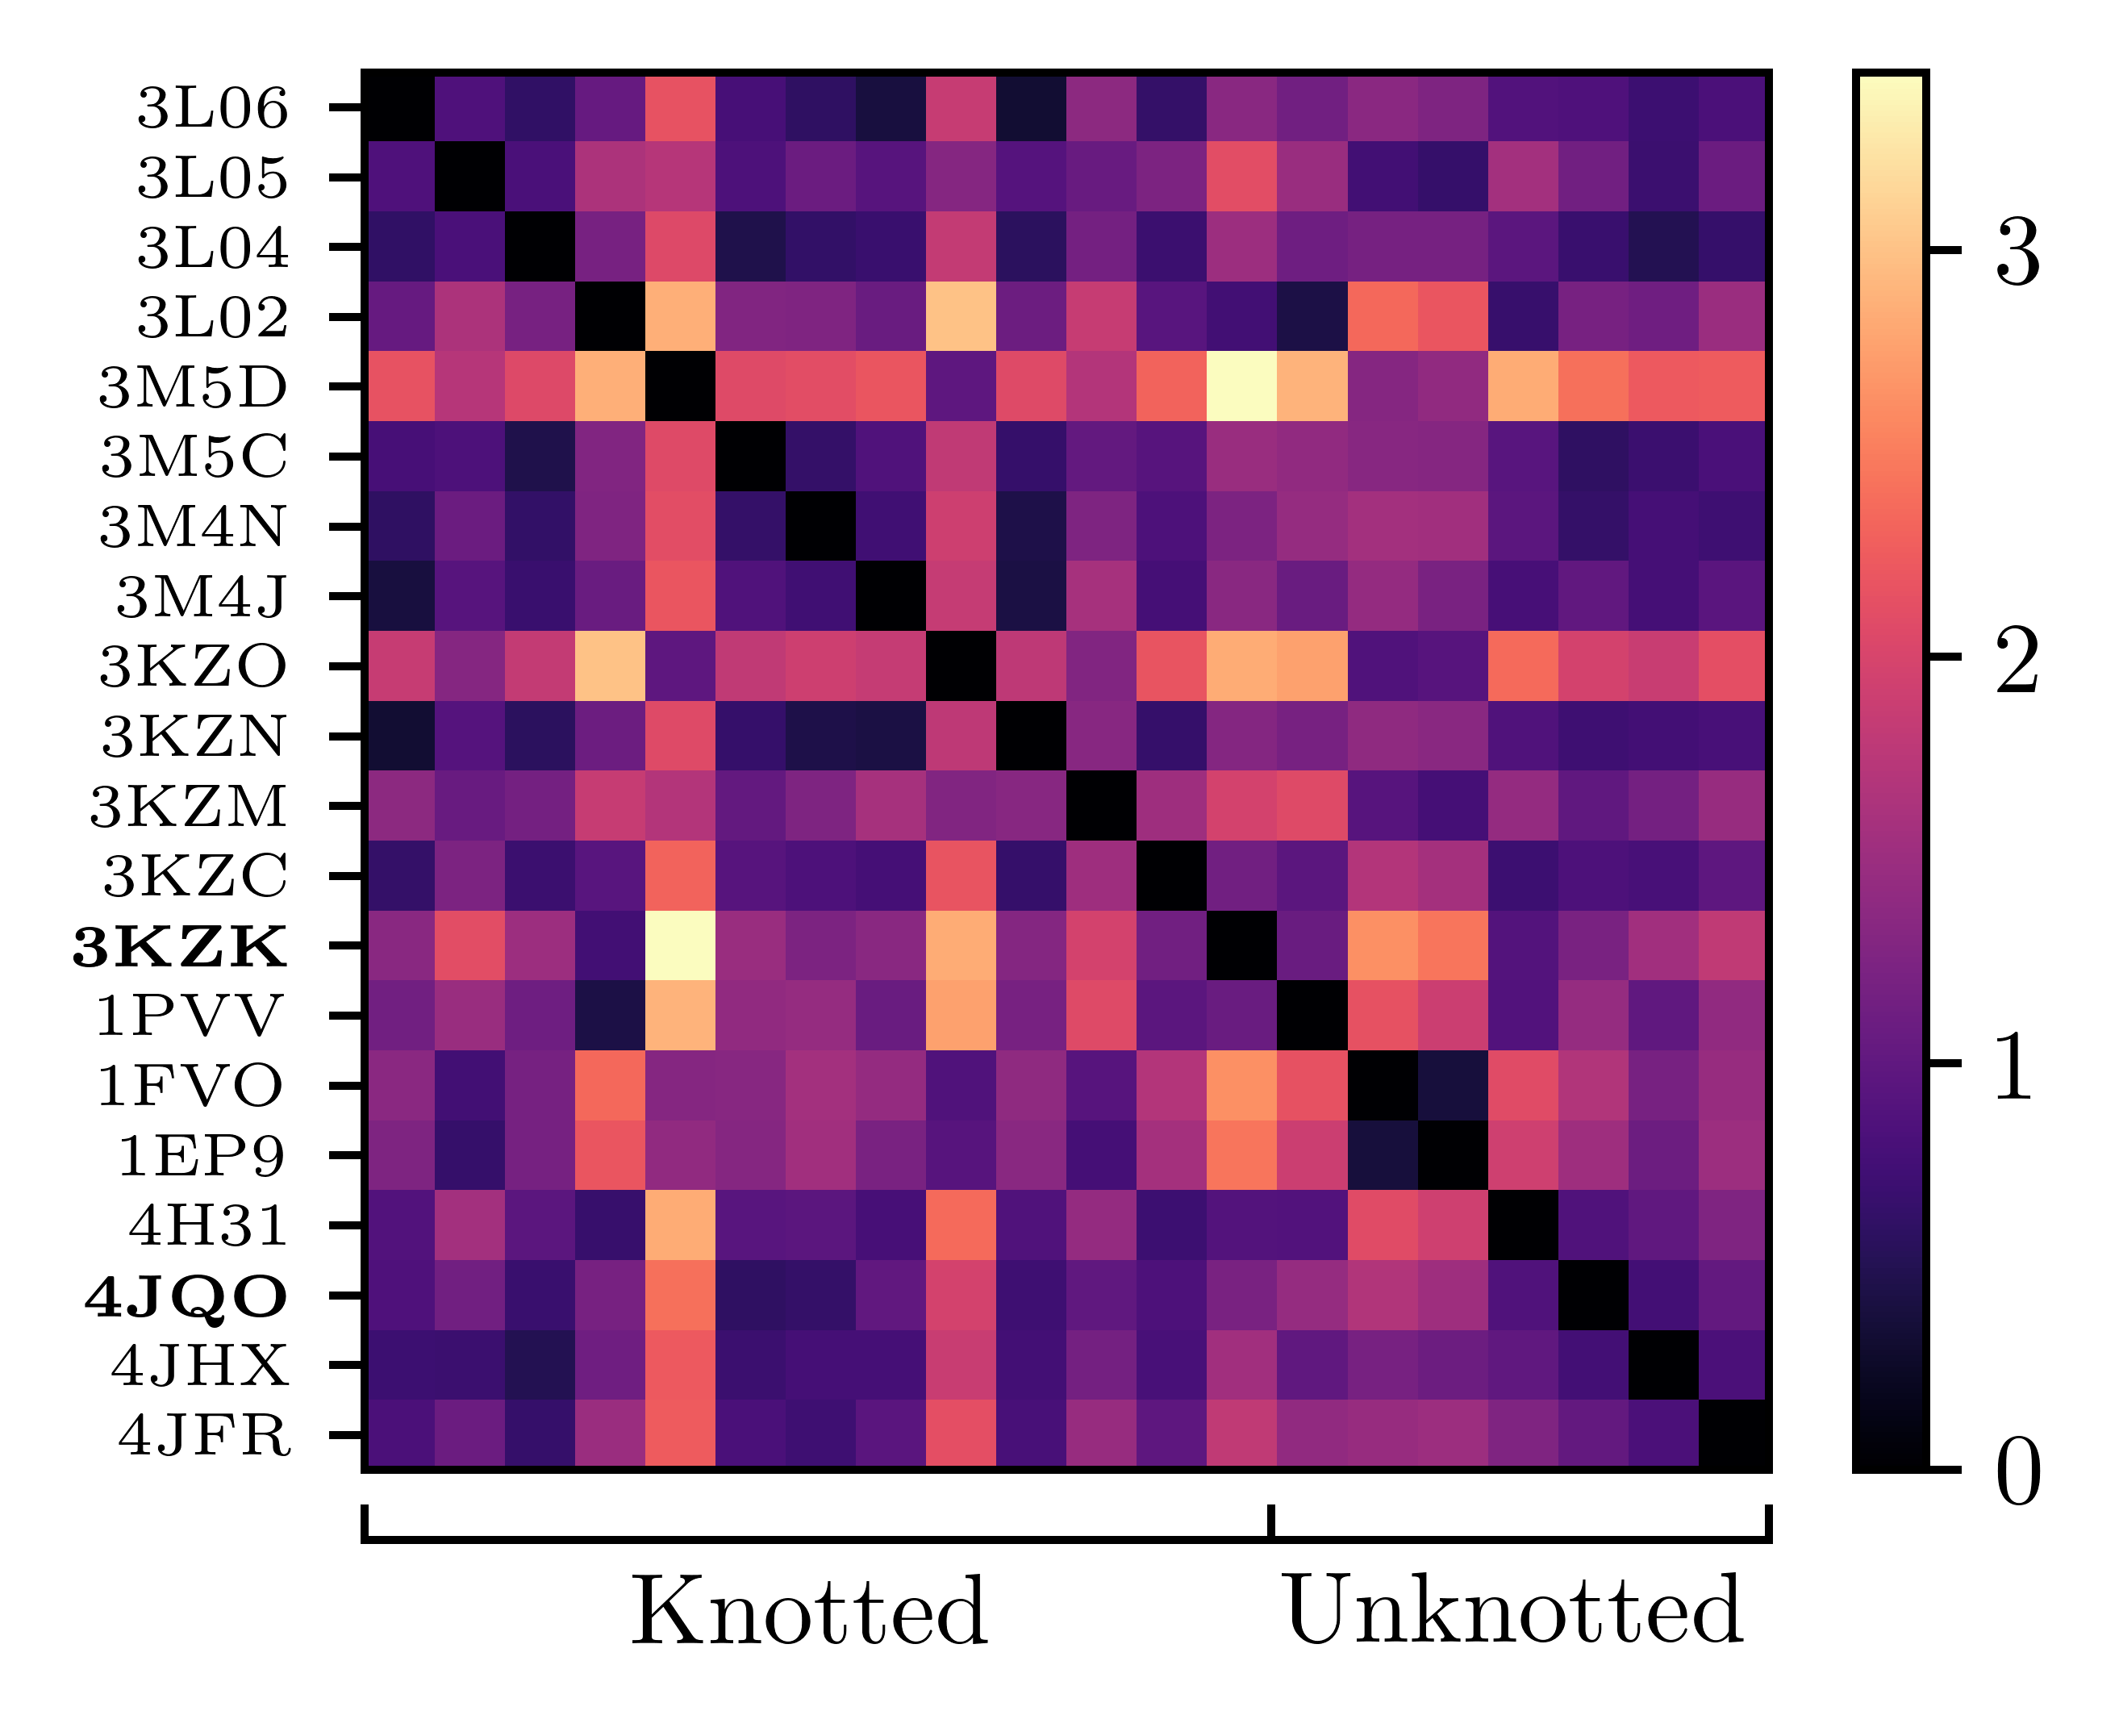 3L06
3L05
3L04
3L02
3M5D
3M5C
3M4N
3M4J
3KZO
3KZN
3KZM
3KZC
3KZK
1PVV
1FVO
1EP9
4H31
4JQO
4JHX
4JFR
3
2
1
0
Knotted Unknotted